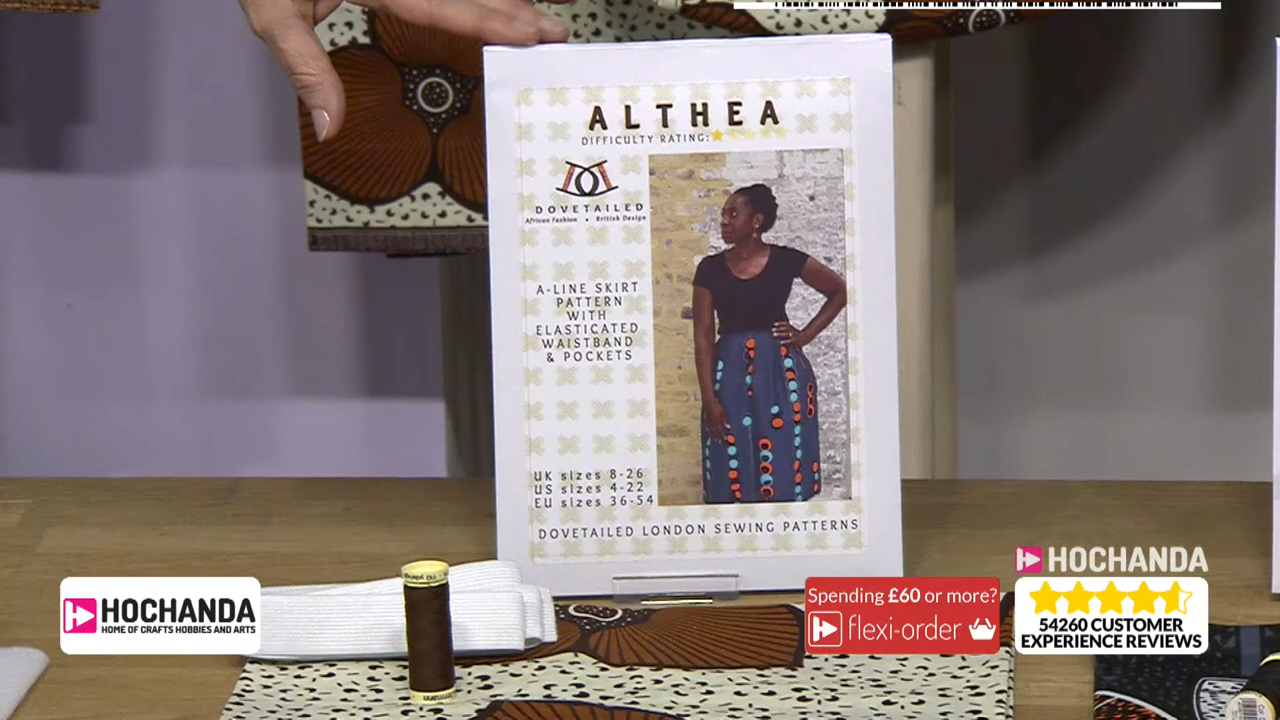 ALTHEA
DIFFICULTY RATING:
DOVETAILED
African Fashion • British Design
A-LINE SKIRT
PATTERN
WITH
ELASTICATED
WAISTBAND
& POCKETS
UK sizes 8-26
US sizes 4-22
EU sizes 36-54
DOVETAILED LONDON SEWING PATTERNS
HOCHANDA
HOME OF CRAFTS HOBBIES AND ARTS
Spending £60 or more?
flexi-order
HOCHANDA
54260 CUSTOMER
EXPERIENCE REVIEWS